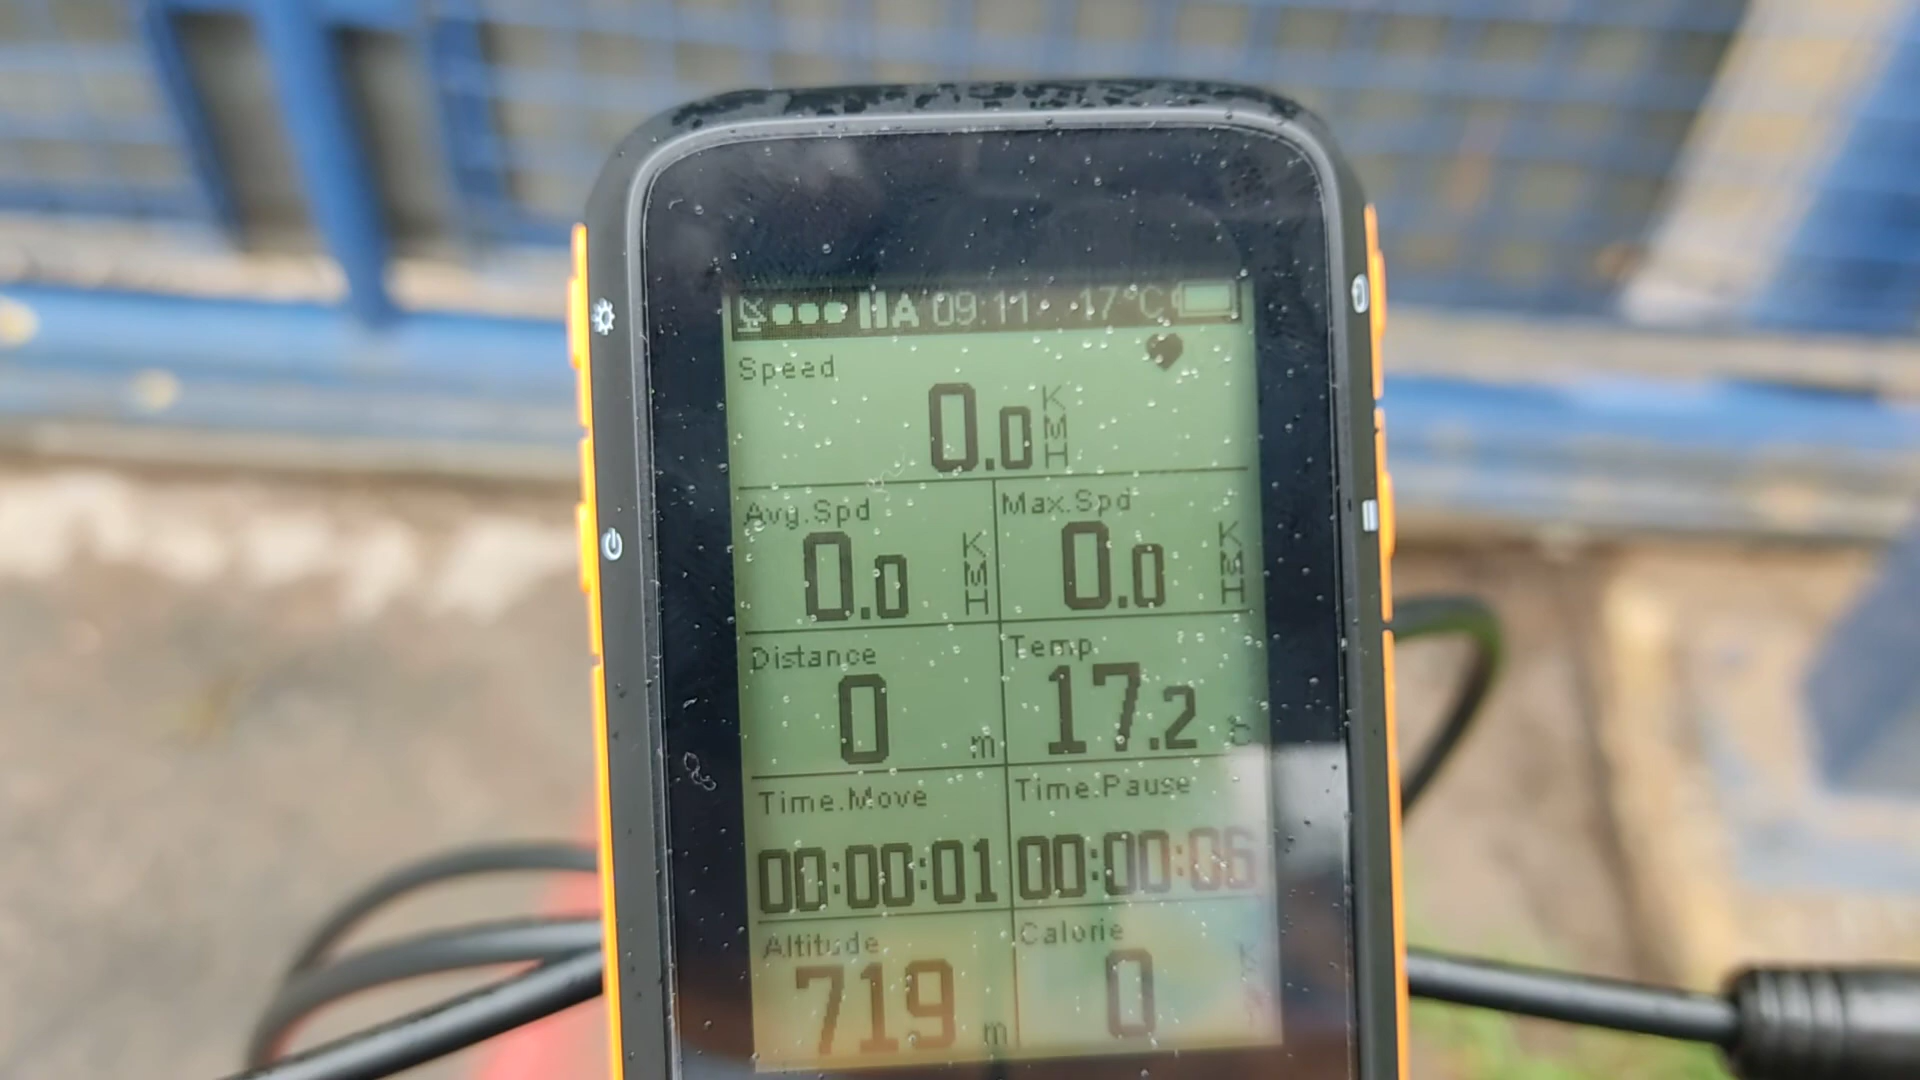 A 09:11 17°C
Speed
0.0 KMH
Avg.Spd Max.Spd
0.0 KMH 0.0 KMH
Distance Temp
0 m 17.2 °C
Time.Move Time.Pause
00:00:01 00:00:06
Altitude Calorie
719 m 0